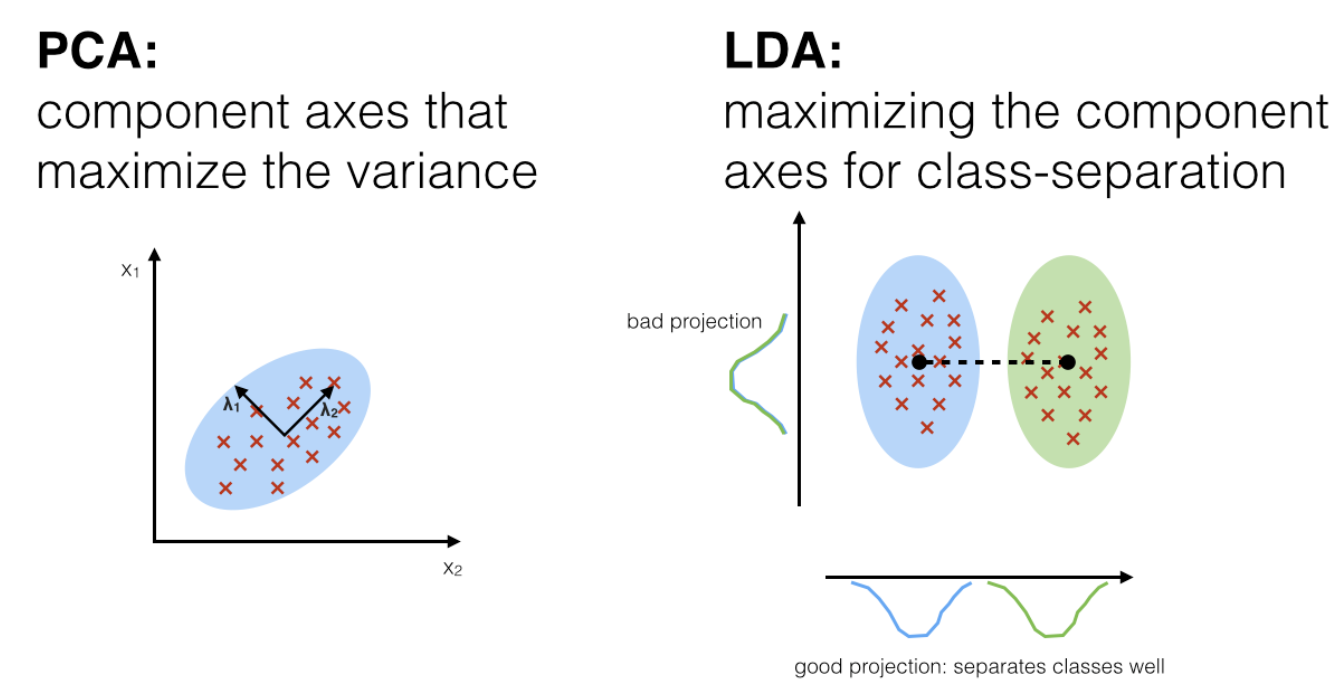 PCA:
component axes that
maximize the variance
x1
λ1
λ2
x2
LDA:
maximizing the component
axes for class-separation
bad projection
good projection: separates classes well